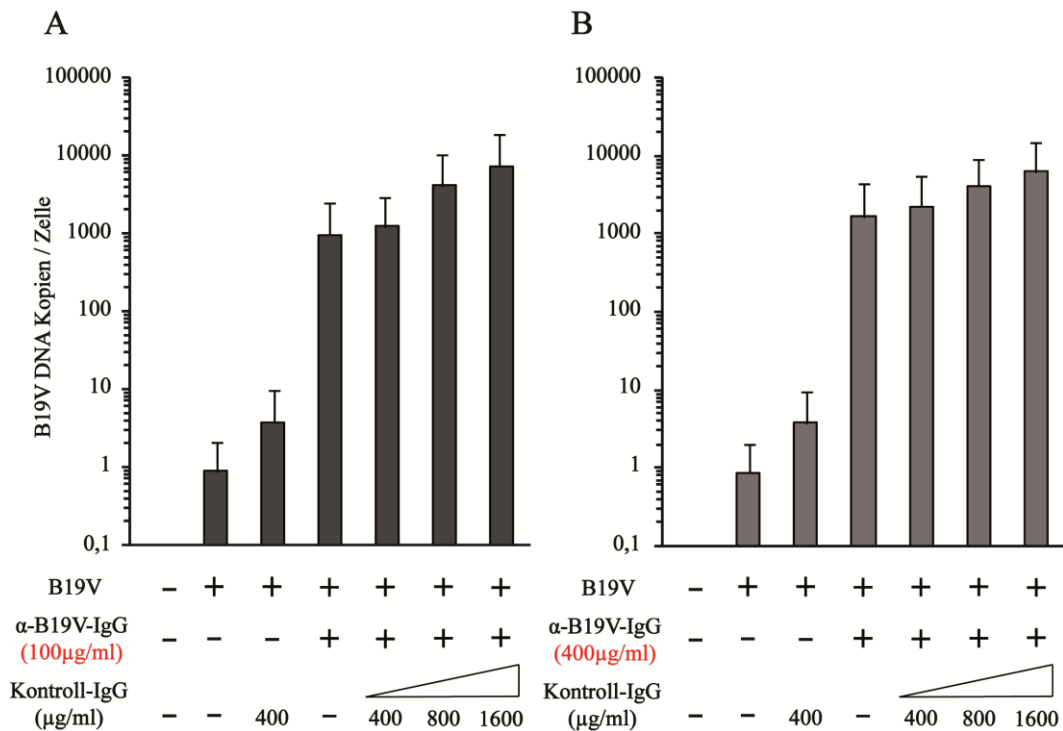 A
B
B19V DNA Kopien / Zelle
100000
10000
1000
100
10
1
0,1
100000
10000
1000
100
10
1
0,1
B19V – + + + + + +
α-B19V-IgG – – – + + + +
(100µg/ml)
Kontroll-IgG
(µg/ml) – – 400 – 400 800 1600
B19V – + + + + + +
α-B19V-IgG – – – + + + +
(400µg/ml)
Kontroll-IgG
(µg/ml) – – 400 – 400 800 1600